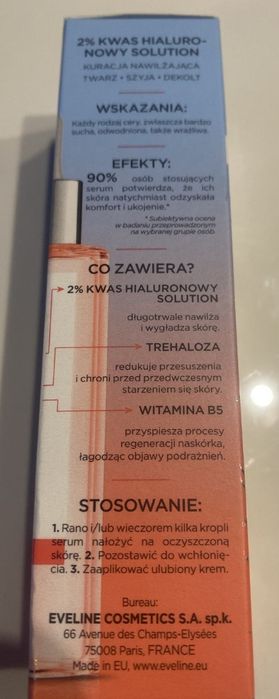 2% KWAS HIALURO-
NOWY SOLUTION
KURACJA NAWILŻAJĄCA
TWARZ • SZYJA • DEKOLT
WSKAZANIA:
Każdy rodzaj cery, zwłaszcza bardzo
sucha, odwodniona, także wrażliwa.
EFEKTY:
90% osób stosujących
serum potwierdza, że ich
skóra natychmiast odzyskała
komfort i ukojenie.*
* Subiektywna ocena
w badaniu przeprowadzonym
na wybranej grupie osób.
CO ZAWIERA?
2% KWAS HIALURONOWY
SOLUTION
długotrwale nawilża
i wygładza skórę.
TREHALOZA
redukuje przesuszenia
i chroni przed przedwczesnym
starzeniem się skóry.
WITAMINA B5
przyspiesza procesy
regeneracji naskórka,
łagodząc objawy podrażnień.
STOSOWANIE:
1. Rano i/lub wieczorem kilka kropli
serum nałożyć na oczyszczoną
skórę. 2. Pozostawić do wchłonię-
cia. 3. Zaaplikować ulubiony krem.
Bureau:
EVELINE COSMETICS S.A. sp.k.
66 Avenue des Champs-Elysées
75008 Paris, FRANCE
Made in EU, www.eveline.eu